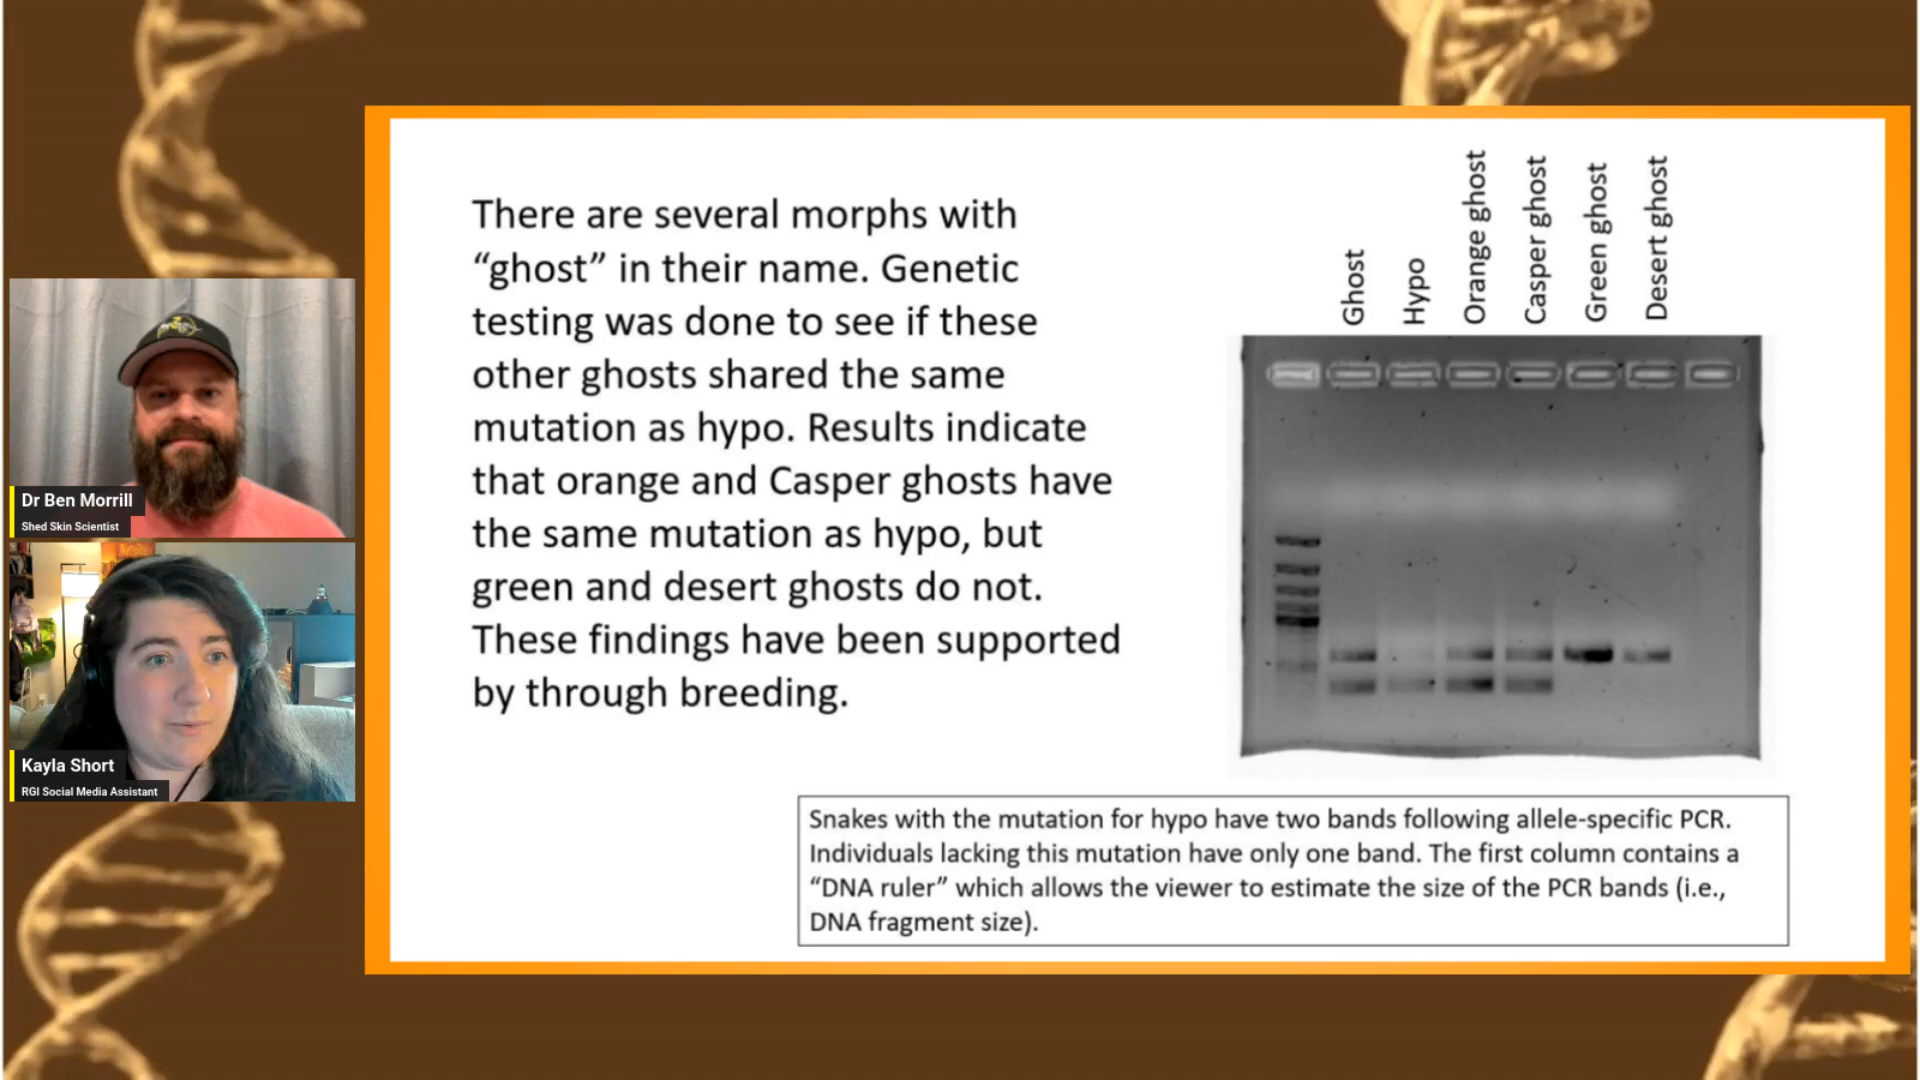 There are several morphs with
“ghost” in their name. Genetic
testing was done to see if these
other ghosts shared the same
mutation as hypo. Results indicate
that orange and Casper ghosts have
the same mutation as hypo, but
green and desert ghosts do not.
These findings have been supported
by through breeding.
Ghost
Hypo
Orange ghost
Casper ghost
Green ghost
Desert ghost
Snakes with the mutation for hypo have two bands following allele-specific PCR.
Individuals lacking this mutation have only one band. The first column contains a
“DNA ruler” which allows the viewer to estimate the size of the PCR bands (i.e.,
DNA fragment size).
Dr Ben Morrill
Shed Skin Scientist
Kayla Short
RGI Social Media Assistant